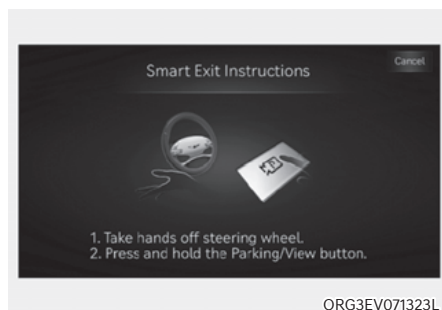 Smart Exit Instructions
Cancel
P
1. Take hands off steering wheel.
2. Press and hold the Parking/View button.
ORG3EV071323L